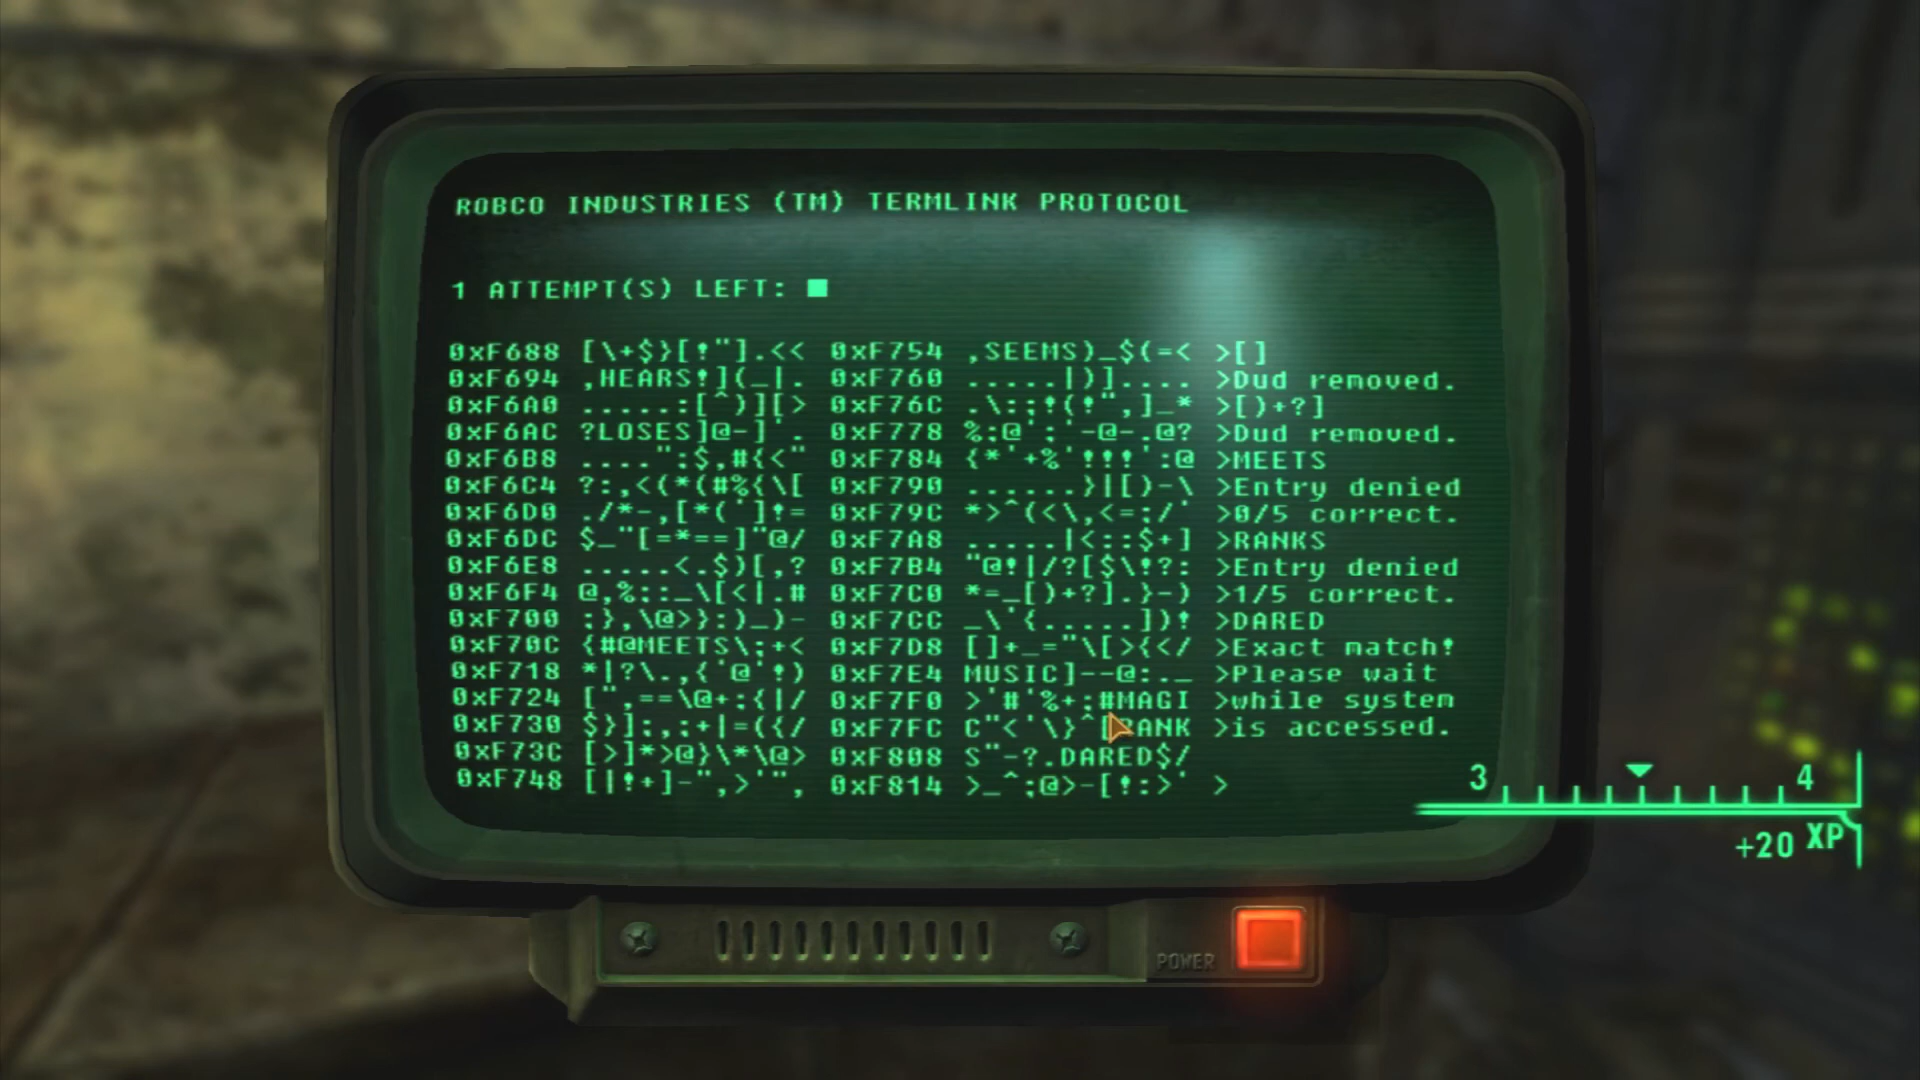 ROBCO INDUSTRIES (TM) TERMLINK PROTOCOL
1 ATTEMPT(S) LEFT:
0xF688 [\+$}[!"].<< 0xF754 ,SEEMS)_$(=< >[]
0xF694 ,HEARS!](_|. 0xF760 .....|)].... >Dud removed.
0xF6A0 .....:[^)][> 0xF76C .\:;!(!",]_* >[)+?]
0xF6AC ?LOSES]@-]'. 0xF778 %;@';'-@-.@? >Dud removed.
0xF6B8 ....":$,#{<" 0xF784 {*'+%'!!!':@ >MEETS
0xF6C4 ?:,<(*(#%{\[ 0xF790 ......}|[)-\ >Entry denied
0xF6D0 ./*-,[*(']!= 0xF79C *>^(<\,<=;/' >0/5 correct.
0xF6DC $_"[=*==]"@/ 0xF7A8 .....|<::$+] >RANKS
0xF6E8 .....<.$)[,? 0xF7B4 "@!|/?[$\!?: >Entry denied
0xF6F4 @,%;:_\[<|.# 0xF7C0 *=_[)+?].}-) >1/5 correct.
0xF700 ;},\@>}:)_)- 0xF7CC _\'{.....])! >DARED
0xF70C {#@MEETS\;+< 0xF7D8 []+_="\[>{</ >Exact match!
0xF718 *|?\.,{'@'!) 0xF7E4 MUSIC]--@:._ >Please wait
0xF724 [",==\@+:{|/ 0xF7F0 >'#'%+;#MAGI >while system
0xF730 $}]:,:+|=({/ 0xF7FC C"<'\}^[RANK >is accessed.
0xF73C [>]*>@}\*\@> 0xF808 S"-?.DARED$/
0xF748 [|!+]-",>'", 0xF814 >_^;@>-[!:>' >
3 4
+20 XP
POWER